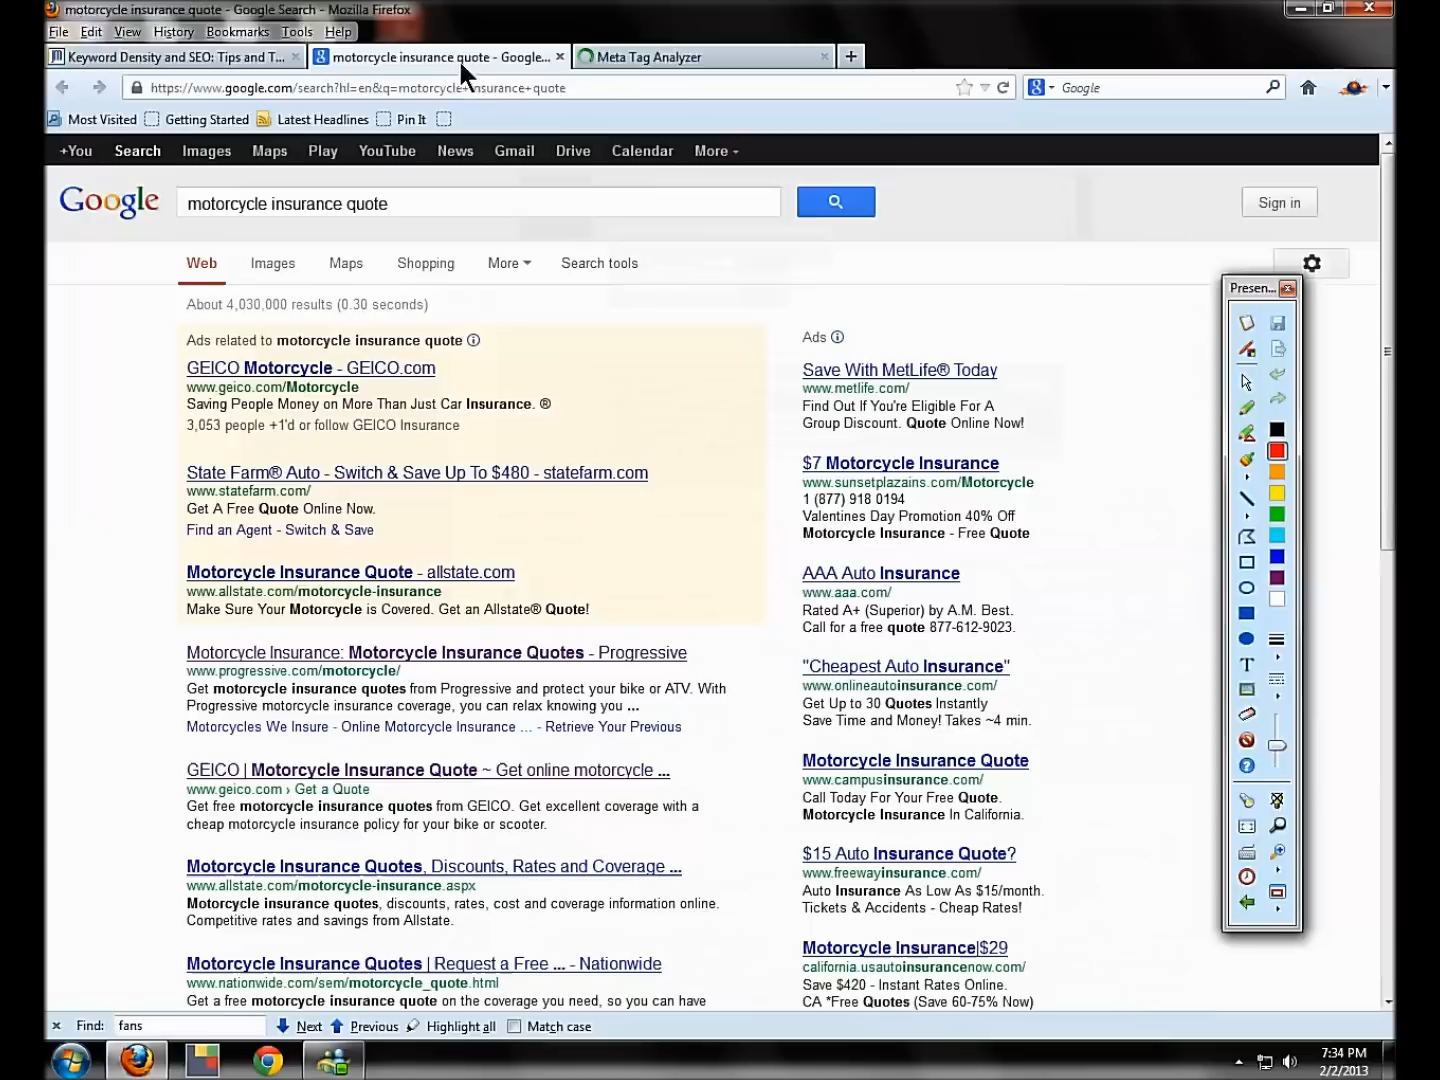 motorcycle insurance quote - Google Search - Mozilla Firefox
File Edit View History Bookmarks Tools Help
Keyword Density and SEO: Tips and T... motorcycle insurance quote - Google... Meta Tag Analyzer
https://www.google.com/search?hl=en&q=motorcycle+insurance+quote Google
Most Visited Getting Started Latest Headlines Pin It
+You Search Images Maps Play YouTube News Gmail Drive Calendar More
Google motorcycle insurance quote Sign in
Web Images Maps Shopping More Search tools
About 4,030,000 results (0.30 seconds)
Ads related to motorcycle insurance quote
GEICO Motorcycle - GEICO.com
www.geico.com/Motorcycle
Saving People Money on More Than Just Car Insurance. ®
3,053 people +1'd or follow GEICO Insurance
State Farm® Auto - Switch & Save Up To $480 - statefarm.com
www.statefarm.com/
Get A Free Quote Online Now.
Find an Agent - Switch & Save
Motorcycle Insurance Quote - allstate.com
www.allstate.com/motorcycle-insurance
Make Sure Your Motorcycle is Covered. Get an Allstate® Quote!
Motorcycle Insurance: Motorcycle Insurance Quotes - Progressive
www.progressive.com/motorcycle/
Get motorcycle insurance quotes from Progressive and protect your bike or ATV. With
Progressive motorcycle insurance coverage, you can relax knowing you ...
Motorcycles We Insure - Online Motorcycle Insurance ... - Retrieve Your Previous
GEICO | Motorcycle Insurance Quote ~ Get online motorcycle ...
www.geico.com › Get a Quote
Get free motorcycle insurance quotes from GEICO. Get excellent coverage with a
cheap motorcycle insurance policy for your bike or scooter.
Motorcycle Insurance Quotes, Discounts, Rates and Coverage ...
www.allstate.com/motorcycle-insurance.aspx
Motorcycle insurance quotes, discounts, rates, cost and coverage information online.
Competitive rates and savings from Allstate.
Motorcycle Insurance Quotes | Request a Free ... - Nationwide
www.nationwide.com/sem/motorcycle_quote.html
Get a free motorcycle insurance quote on the coverage you need, so you can have
Ads
Save With MetLife® Today
www.metlife.com/
Find Out If You're Eligible For A
Group Discount. Quote Online Now!
$7 Motorcycle Insurance
www.sunsetplazains.com/Motorcycle
1 (877) 918 0194
Valentines Day Promotion 40% Off
Motorcycle Insurance - Free Quote
AAA Auto Insurance
www.aaa.com/
Rated A+ (Superior) by A.M. Best.
Call for a free quote 877-612-9023.
"Cheapest Auto Insurance"
www.onlineautoinsurance.com/
Get Up to 30 Quotes Instantly
Save Time and Money! Takes ~4 min.
Motorcycle Insurance Quote
www.campusinsurance.com/
Call Today For Your Free Quote.
Motorcycle Insurance In California.
$15 Auto Insurance Quote?
www.freewayinsurance.com/
Auto Insurance As Low As $15/month.
Tickets & Accidents - Cheap Rates!
Motorcycle Insurance|$29
california.usautoinsurancenow.com/
Save $420 - Instant Rates Online.
CA *Free Quotes (Save 60-75% Now)
Presen...
T
Find: fans Next Previous Highlight all Match case
7:34 PM
2/2/2013